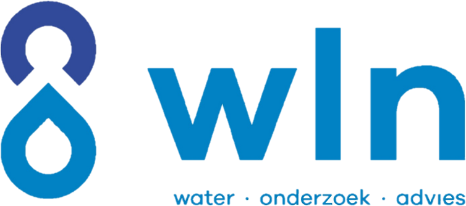 wln
water · onderzoek · advies